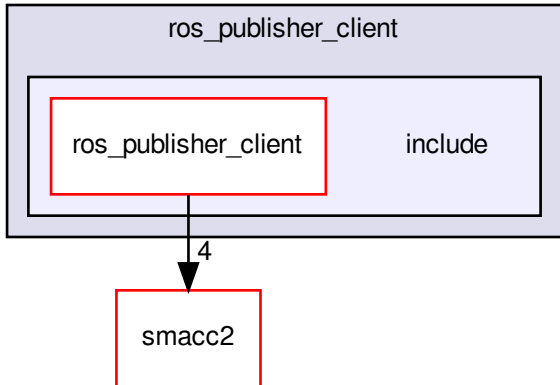 ros_publisher_client
ros_publisher_client include
4
smacc2